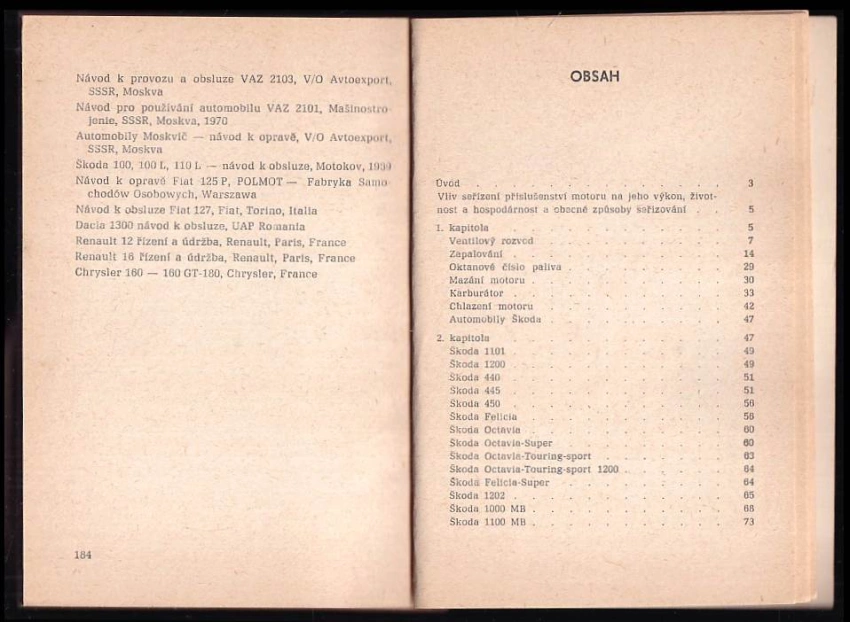 Návod k provozu a obsluze VAZ 2103, V/O Avtoexport,
SSSR, Moskva
Návod pro používání automobilu VAZ 2101, Mašinostro-
jenie, SSSR, Moskva, 1970
Automobily Moskvič — návod k opravě, V/O Avtoexport,
SSSR, Moskva
Škoda 100, 100 L, 110 L — návod k obsluze, Motokov,
Návod k opravě Fiat 125 P, POLMOT — Fabryka Samo
chodów Osobowych, Warszawa
Návod k obsluze Fiat 127, Fiat, Torino, Italia
Dacia 1300 návod k obsluze, UAP Romania
Renault 12 řízení a údržba, Renault, Paris, France
Renault 16 řízení a údržba, Renault, Paris, France
Chrysler 160 — 160 GT-180, Chrysler, France
184
OBSAH
Úvod . . . . . . . . . . . . 3
Vliv seřízení příslušenství motoru na jeho výkon, život-
nost a hospodárnost a obecné způsoby seřizování . . 5
1. kapitola . . . . . . . . . . . 5
Ventilový rozvod . . . . . . . . . 7
Zapalování . . . . . . . . . . 14
Oktanové číslo paliva . . . . . . . . 29
Mazání motoru . . . . . . . . . 30
Karburátor . . . . . . . . . . 33
Chlazení motoru . . . . . . . . . 42
Automobily Škoda . . . . . . . . . 47
2. kapitola . . . . . . . . . . . 47
Škoda 1101 . . . . . . . . . . 49
Škoda 1200 . . . . . . . . . . 49
Škoda 440 . . . . . . . . . . 51
Škoda 445 . . . . . . . . . . 51
Škoda 450 . . . . . . . . . . 56
Škoda Felicia . . . . . . . . . . 56
Škoda Octavia . . . . . . . . . 60
Škoda Octavia-Super . . . . . . . . 60
Škoda Octavia-Touring-sport . . . . . . 63
Škoda Octavia-Touring-sport 1200 . . . . . 64
Škoda Felicia-Super . . . . . . . . 64
Škoda 1202 . . . . . . . . . . 65
Škoda 1000 MB . . . . . . . . . 68
Škoda 1100 MB . . . . . . . . . 73